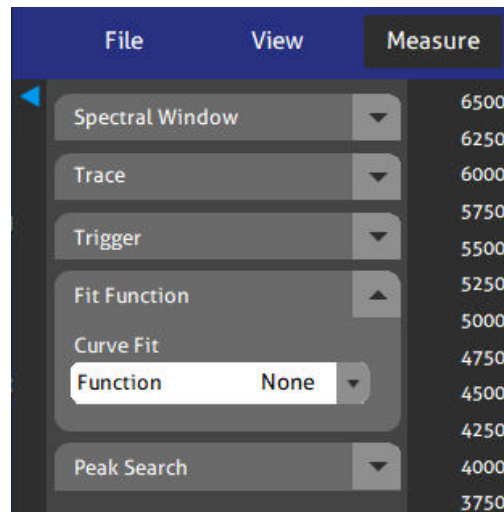 File View Measure
Spectral Window
Trace
Trigger
Fit Function
Curve Fit
Function None
Peak Search
6500
6250
6000
5750
5500
5250
5000
4750
4500
4250
4000
3750